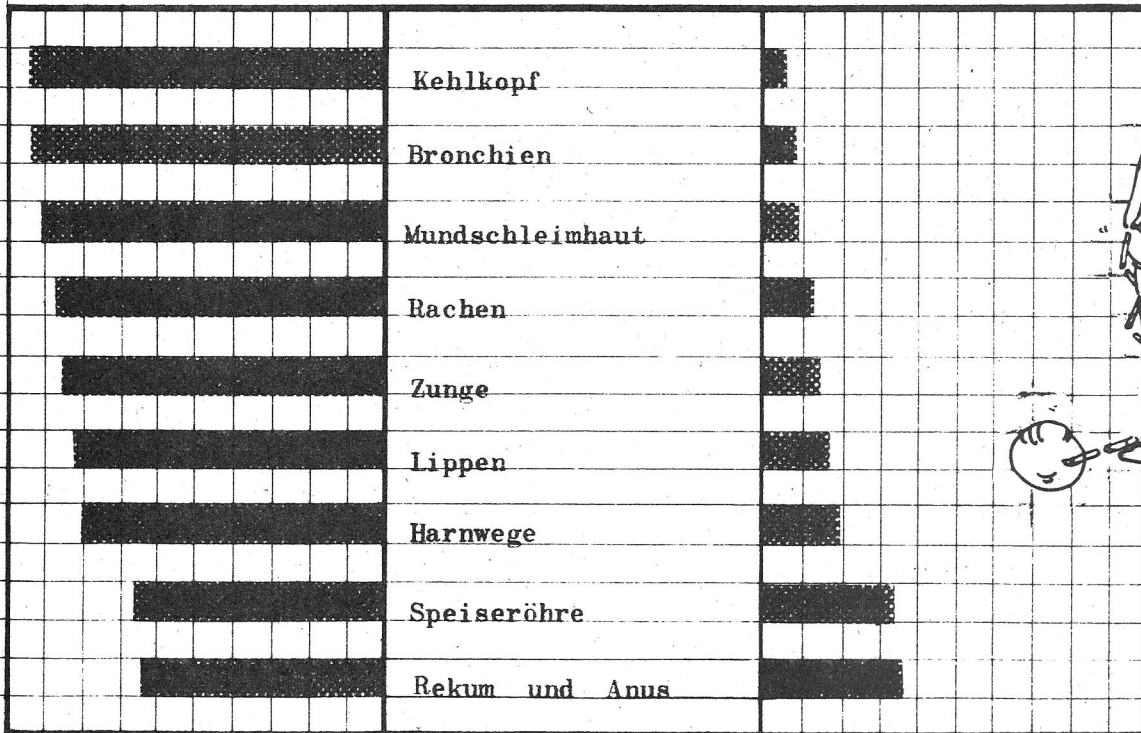 Kehlkopf
Bronchien
Mundschleimhaut
Rachen
Zunge
Lippen
Harnwege
Speiseröhre
Rekum und Anus